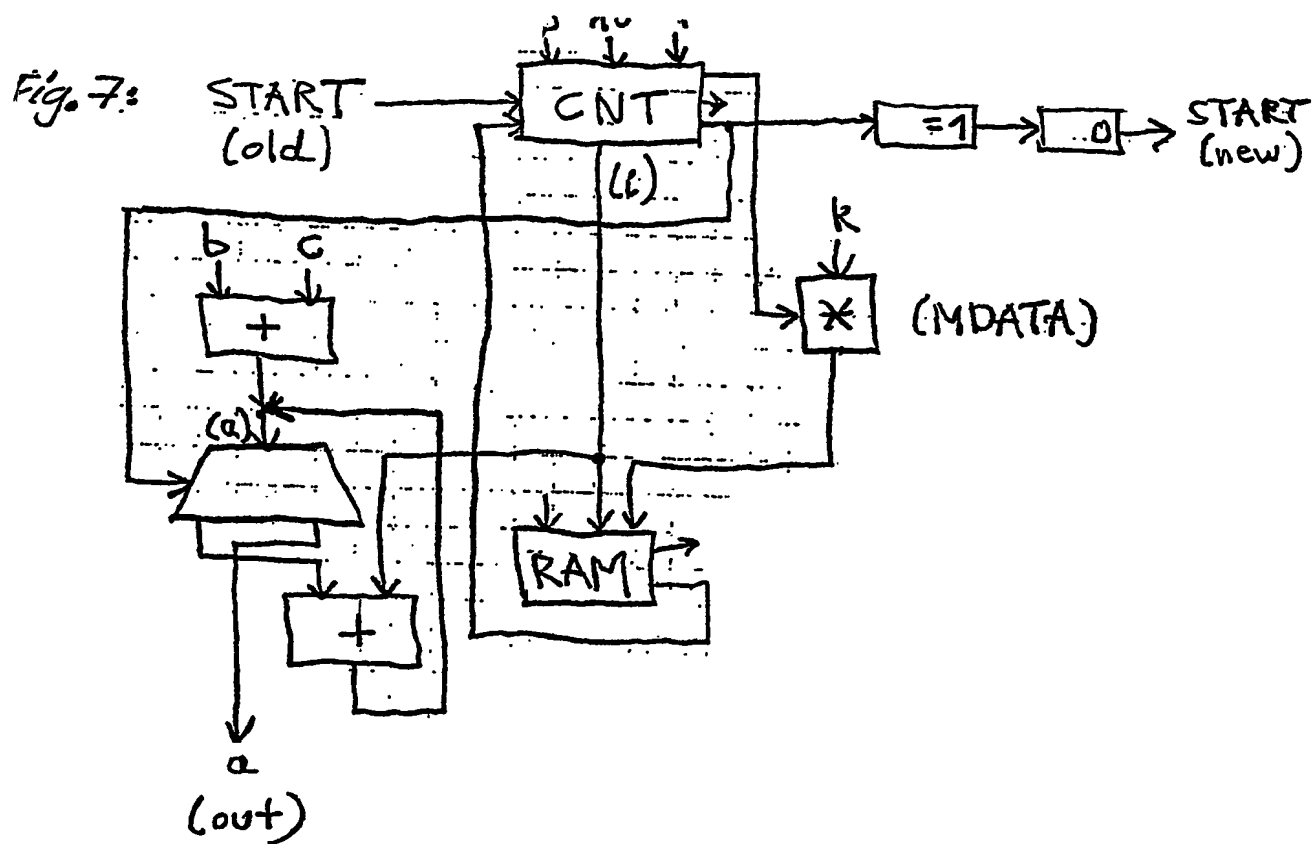 Fig. 7:
START
(old)
CNT
=1
0
START
(new)
(i)
b
c
k
+
*
(MDATA)
(a)
RAM
+
a
(out)